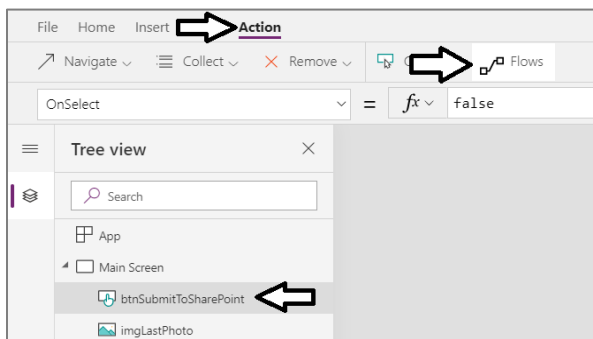 File Home Insert Action
Navigate Collect Remove Flows
OnSelect = fx false
Tree view
Search
App
Main Screen
btnSubmitToSharePoint
imgLastPhoto